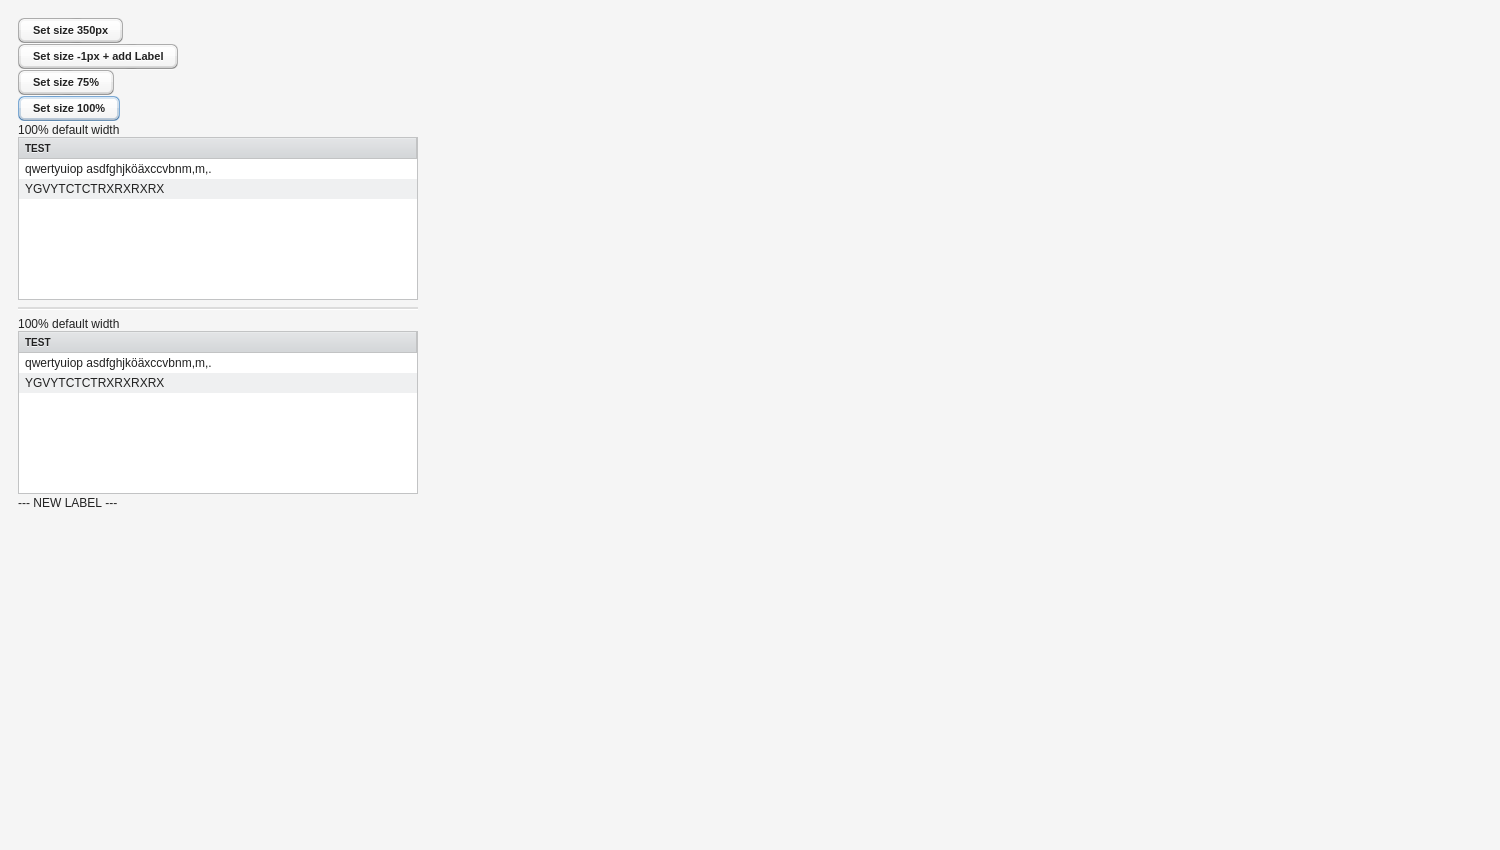 Set size 350px
Set size -1px + add Label
Set size 75%
Set size 100%
100% default width
TEST
qwertyuiop asdfghjköäxccvbnm,m,.
YGVYTCTCTRXRXRXRX
100% default width
TEST
qwertyuiop asdfghjköäxccvbnm,m,.
YGVYTCTCTRXRXRXRX
--- NEW LABEL ---